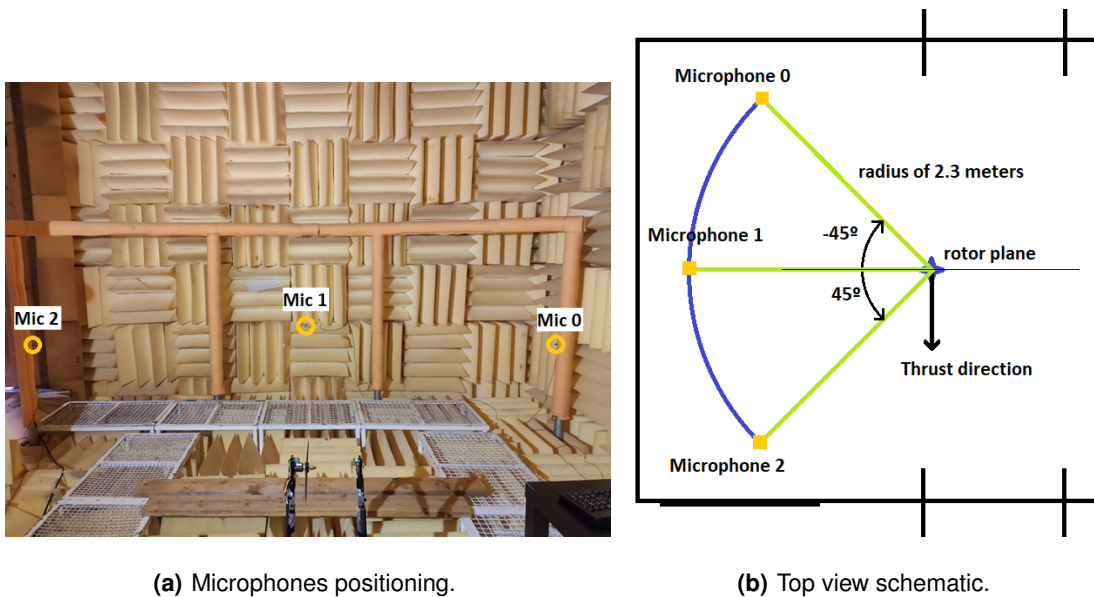 Mic 2
Mic 1
Mic 0
(a) Microphones positioning.
Microphone 0
radius of 2.3 meters
Microphone 1
-45º
rotor plane
45º
Thrust direction
Microphone 2
(b) Top view schematic.